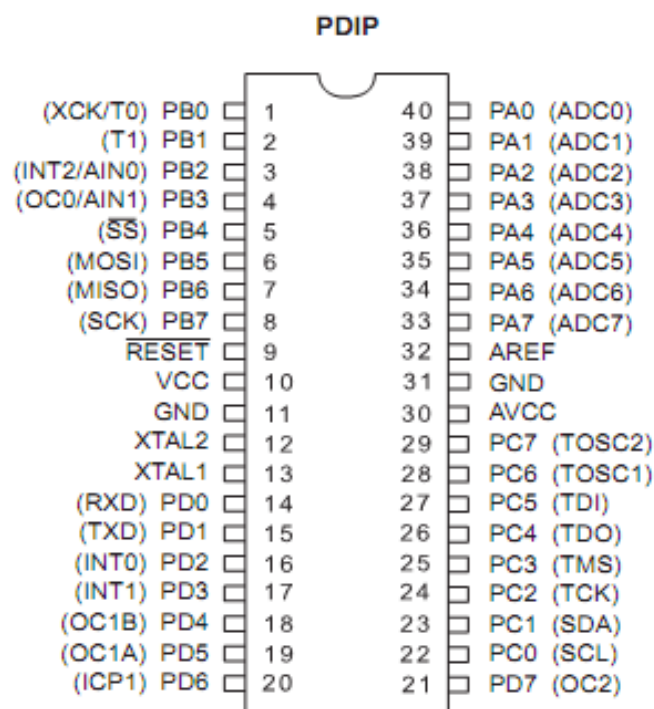 PDIP
(XCK/T0) PB0 1 40 PA0 (ADC0)
(T1) PB1 2 39 PA1 (ADC1)
(INT2/AIN0) PB2 3 38 PA2 (ADC2)
(OC0/AIN1) PB3 4 37 PA3 (ADC3)
(S̅S̅) PB4 5 36 PA4 (ADC4)
(MOSI) PB5 6 35 PA5 (ADC5)
(MISO) PB6 7 34 PA6 (ADC6)
(SCK) PB7 8 33 PA7 (ADC7)
R̅E̅S̅E̅T̅ 9 32 AREF
VCC 10 31 GND
GND 11 30 AVCC
XTAL2 12 29 PC7 (TOSC2)
XTAL1 13 28 PC6 (TOSC1)
(RXD) PD0 14 27 PC5 (TDI)
(TXD) PD1 15 26 PC4 (TDO)
(INT0) PD2 16 25 PC3 (TMS)
(INT1) PD3 17 24 PC2 (TCK)
(OC1B) PD4 18 23 PC1 (SDA)
(OC1A) PD5 19 22 PC0 (SCL)
(ICP1) PD6 20 21 PD7 (OC2)